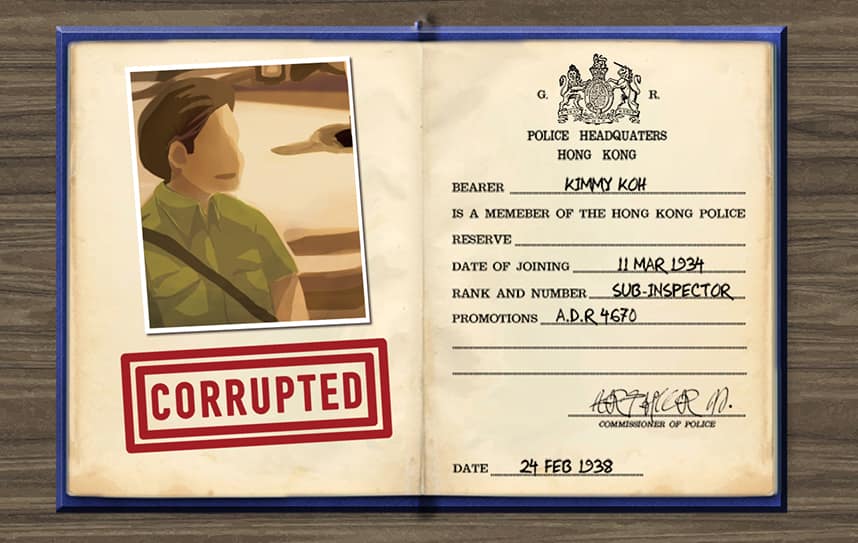 CORRUPTED
G. R.
POLICE HEADQUATERS
HONG KONG
BEARER KIMMY KOH
IS A MEMEBER OF THE HONG KONG POLICE
RESERVE
DATE OF JOINING 11 MAR 1934
RANK AND NUMBER SUB-INSPECTOR
PROMOTIONS A.D.R 4670
COMMISSIONER OF POLICE
DATE 24 FEB 1938